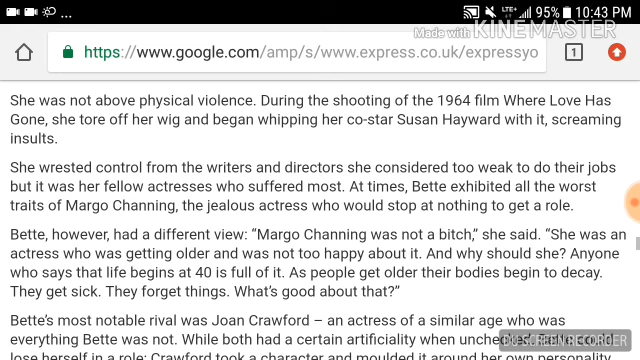 ... LTE+ 95% 10:43 PM
Made with KINEMASTER
https://www.google.com/amp/s/www.express.co.uk/expressyo 1
She was not above physical violence. During the shooting of the 1964 film Where Love Has
Gone, she tore off her wig and began whipping her co-star Susan Hayward with it, screaming
insults.
She wrested control from the writers and directors she considered too weak to do their jobs
but it was her fellow actresses who suffered most. At times, Bette exhibited all the worst
traits of Margo Channing, the jealous actress who would stop at nothing to get a role.
Bette, however, had a different view: “Margo Channing was not a bitch,” she said. “She was an
actress who was getting older and was not too happy about it. And why should she? Anyone
who says that life begins at 40 is full of it. As people get older their bodies begin to decay.
They get sick. They forget things. What’s good about that?”
Bette’s most notable rival was Joan Crawford – an actress of a similar age who was
everything Bette was not. While both had a certain artificiality when unchecked, Bette could
AZ SCREEN RECORDER
lose herself in a role; Crawford took a character and moulded it around her own personality